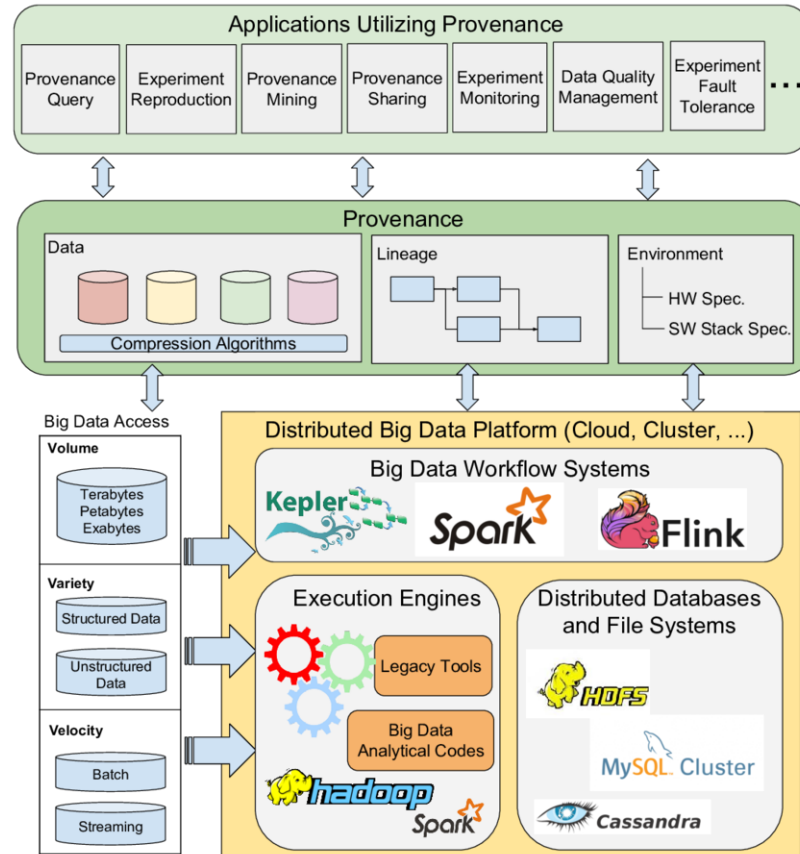 Applications Utilizing Provenance
Provenance
Query
Experiment
Reproduction
Provenance
Mining
Provenance
Sharing
Experiment
Monitoring
Data Quality
Management
Experiment
Fault
Tolerance
...
Provenance
Data
Compression Algorithms
Lineage
Environment
HW Spec.
SW Stack Spec.
Big Data Access
Volume
Terabytes
Petabytes
Exabytes
Variety
Structured Data
Unstructured
Data
Velocity
Batch
Streaming
Distributed Big Data Platform (Cloud, Cluster, ...)
Big Data Workflow Systems
Kepler
Spark
Flink
Execution Engines
Legacy Tools
Big Data
Analytical Codes
hadoop
Spark
Distributed Databases
and File Systems
HDFS
MySQL™ Cluster
Cassandra